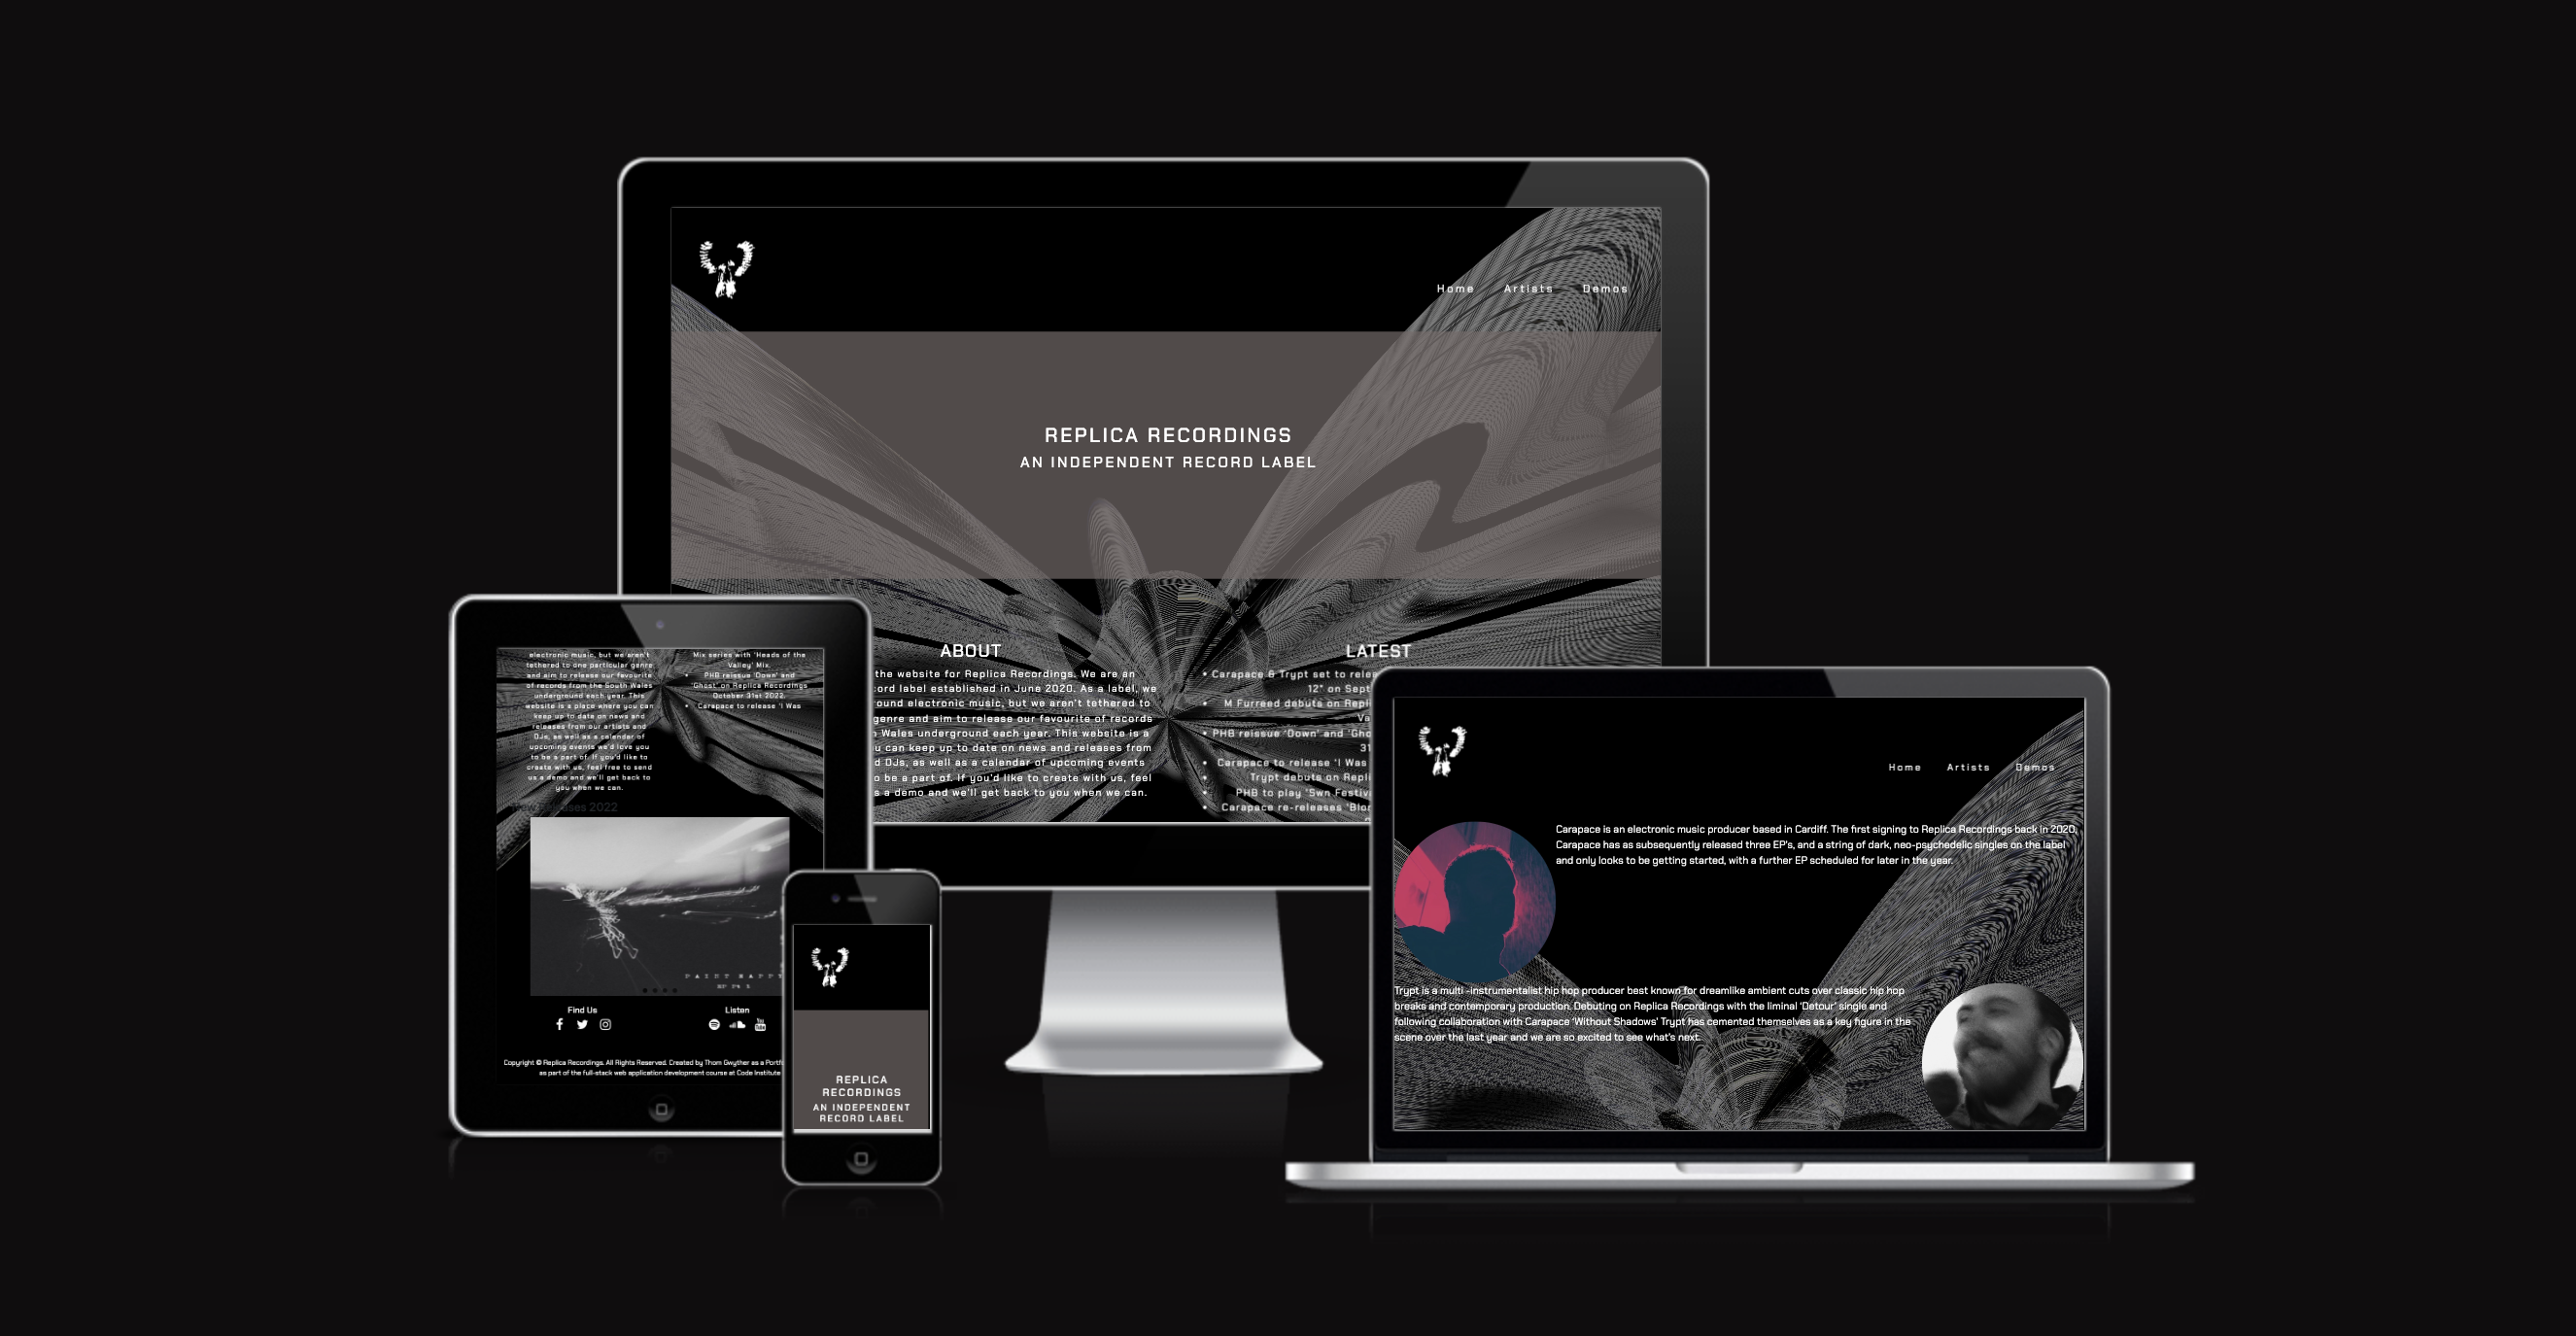 Home Artists Demos
REPLICA RECORDINGS
AN INDEPENDENT RECORD LABEL
ABOUT
the website for Replica Recordings. We are an
cord label established in June 2020. As a label, we
ound electronic music, but we aren't tethered to
genre and aim to release our favourite of records
Wales underground each year. This website is a
u can keep up to date on news and releases from
d DJs, as well as a calendar of upcoming events
o be a part of. If you'd like to create with us, feel
s a demo and we'll get back to you when we can.
LATEST
• Carapace & Trypt set to relea
12" on Sept
• M Furreed debuts on Repli
Va
• PHB reissue 'Down' and 'Gho
31
• Carapace to release 'I Was
• Trypt debuts on Repli
• PHB to play 'Swn Festiv
• Carapace re-releases 'Blo
electronic music, but we aren't
tethered to one particular genre
and aim to release our favourite
of records from the South Wales
underground each year. This
website is a place where you can
keep up to date on news and
releases from our artists and
DJs, as well as a calendar of
upcoming events we'd love you
to be a part of. If you'd like to
create with us, feel free to send
us a demo and we'll get back to
you when we can.
Mix series with 'Heads of the
Valley' Mix.
• PHB reissue 'Down' and
'Ghost' on Replica Recordings
October 31st 2022.
• Carapace to release 'I Was
Releases 2022
PAINT HAPPY
Find Us
Listen
You Tube
Copyright © Replica Recordings. All Rights Reserved. Created by Thom Gwyther as a Portf
as part of the full-stack web application development course at Code Institute
REPLICA
RECORDINGS
AN INDEPENDENT
RECORD LABEL
Home Artists Demos
Carapace is an electronic music producer based in Cardiff. The first signing to Replica Recordings back in 2020,
Carapace has as subsequently released three EP's, and a string of dark, neo-psychedelic singles on the label
and only looks to be getting started, with a further EP scheduled for later in the year.
Trypt is a multi -instrumentalist hip hop producer best known for dreamlike ambient cuts over classic hip hop
breaks and contemporary production. Debuting on Replica Recordings with the liminal 'Detour' single and
following collaboration with Carapace 'Without Shadows' Trypt has cemented themselves as a key figure in the
scene over the last year and we are so excited to see what's next.